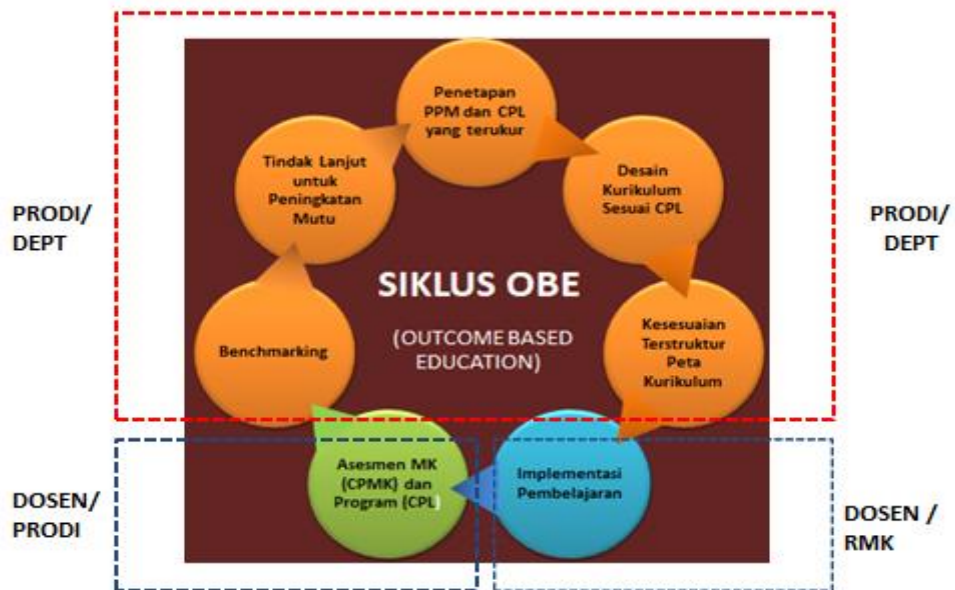 Penetapan
PPM dan CPL
yang terukur
Tindak Lanjut
untuk
Peningkatan
Mutu
Desain
Kurikulum
Sesuai CPL
PRODI/
DEPT
PRODI/
DEPT
SIKLUS OBE
(OUTCOME BASED
EDUCATION)
Benchmarking
Kesesuaian
Terstruktur
Peta
Kurikulum
Asesmen MK
(CPMK) dan
Program (CPL)
Implementasi
Pembelajaran
DOSEN/
PRODI
DOSEN /
RMK